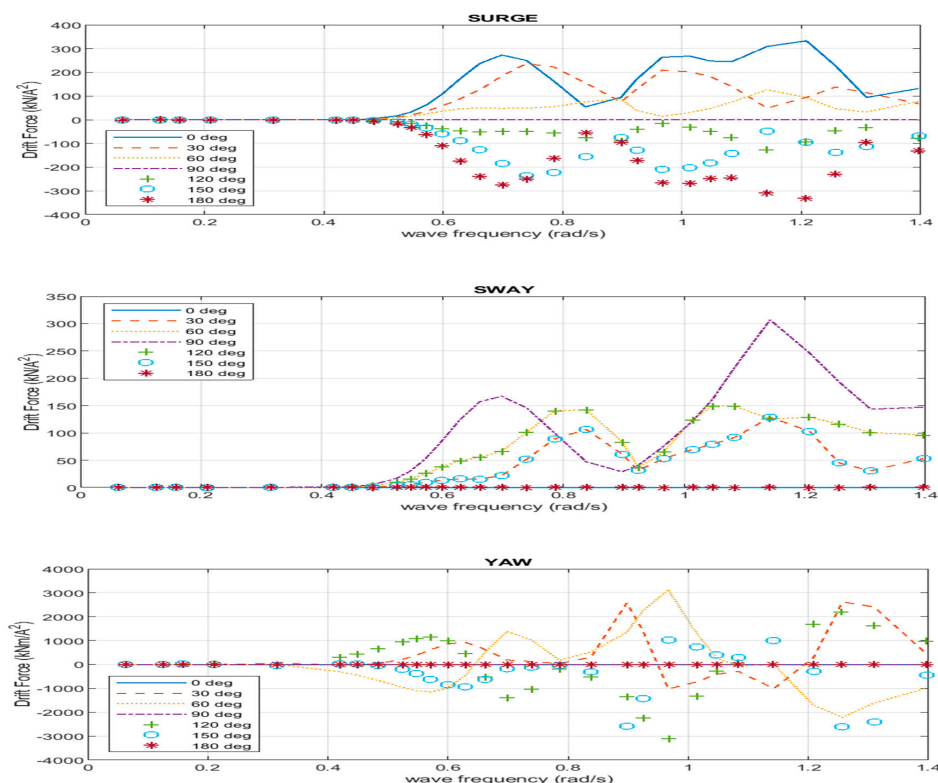 SURGE
400
300
200
100
0
-100
-200
-300
-400
Drift Force (kN/A²)
0 deg
30 deg
60 deg
90 deg
120 deg
150 deg
180 deg
0 0.2 0.4 0.6 0.8 1 1.2 1.4
wave frequency (rad/s)
SWAY
350
300
250
200
150
100
50
0
Drift Force (kN/A²)
0 deg
30 deg
60 deg
90 deg
120 deg
150 deg
180 deg
0 0.2 0.4 0.6 0.8 1 1.2 1.4
wave frequency (rad/s)
YAW
4000
3000
2000
1000
0
-1000
-2000
-3000
-4000
Drift Force (kNm/A²)
0 deg
30 deg
60 deg
90 deg
120 deg
150 deg
180 deg
0 0.2 0.4 0.6 0.8 1 1.2 1.4
wave frequency (rad/s)